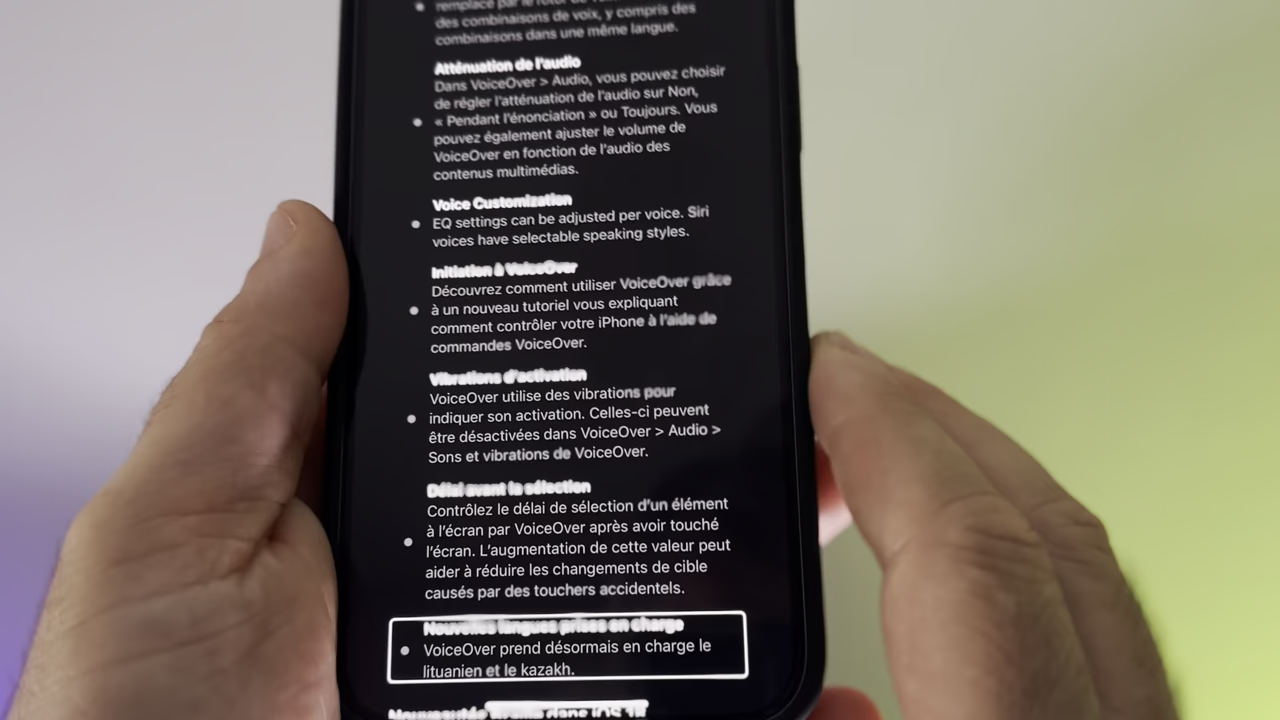 remplacé par le rotor de
des combinaisons de voix, y compris des
combinaisons dans une même langue.
Atténuation de l'audio
Dans VoiceOver > Audio, vous pouvez choisir
de régler l'atténuation de l'audio sur Non,
« Pendant l'énonciation » ou Toujours. Vous
pouvez également ajuster le volume de
VoiceOver en fonction de l'audio des
contenus multimédias.
Voice Customization
EQ settings can be adjusted per voice. Siri
voices have selectable speaking styles.
Initiation à VoiceOver
Découvrez comment utiliser VoiceOver grâce
à un nouveau tutoriel vous expliquant
comment contrôler votre iPhone à l'aide de
commandes VoiceOver.
Vibrations d'activation
VoiceOver utilise des vibrations pour
indiquer son activation. Celles-ci peuvent
être désactivées dans VoiceOver > Audio >
Sons et vibrations de VoiceOver.
Délai avant la sélection
Contrôlez le délai de sélection d'un élément
à l'écran par VoiceOver après avoir touché
l'écran. L'augmentation de cette valeur peut
aider à réduire les changements de cible
causés par des touchers accidentels.
Nouvelles langues prises en charge
VoiceOver prend désormais en charge le
lituanien et le kazakh.
Nouveautés dans iOS